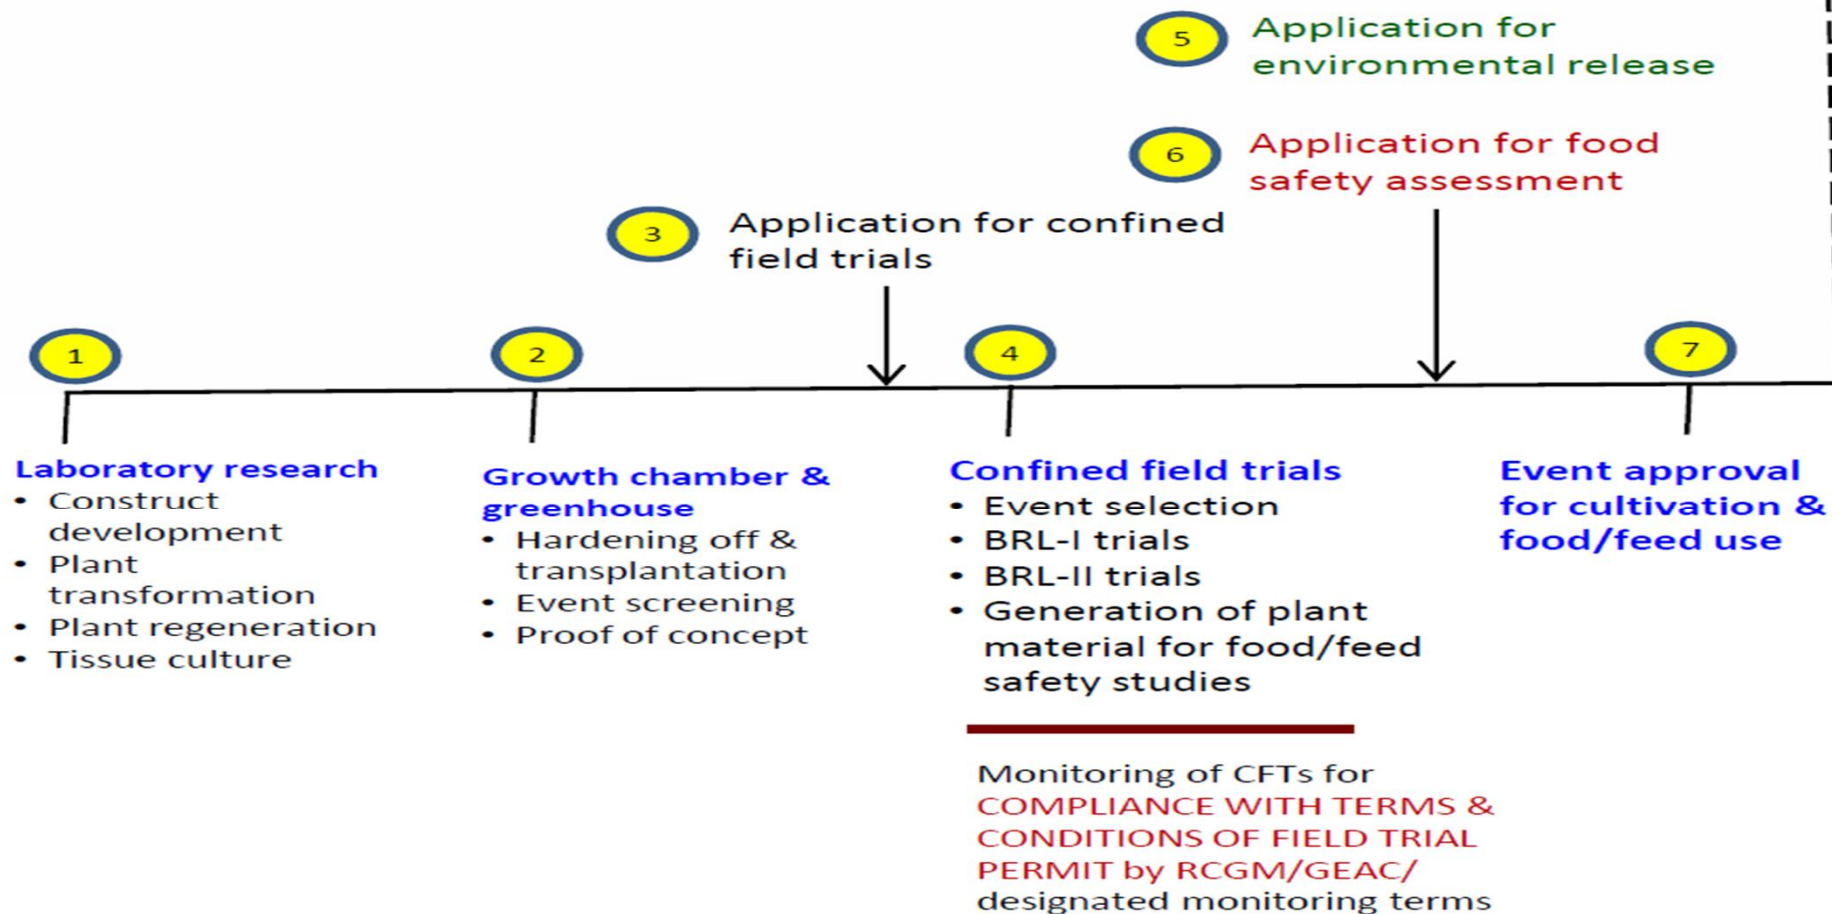 5
Application for
environmental release
6
Application for food
safety assessment
3
Application for confined
field trials
1
2
4
7
Laboratory research
• Construct
development
• Plant
transformation
• Plant regeneration
• Tissue culture
Growth chamber &
greenhouse
• Hardening off &
transplantation
• Event screening
• Proof of concept
Confined field trials
• Event selection
• BRL-I trials
• BRL-II trials
• Generation of plant
material for food/feed
safety studies
Monitoring of CFTs for
COMPLIANCE WITH TERMS &
CONDITIONS OF FIELD TRIAL
PERMIT by RCGM/GEAC/
designated monitoring terms
Event approval
for cultivation &
food/feed use